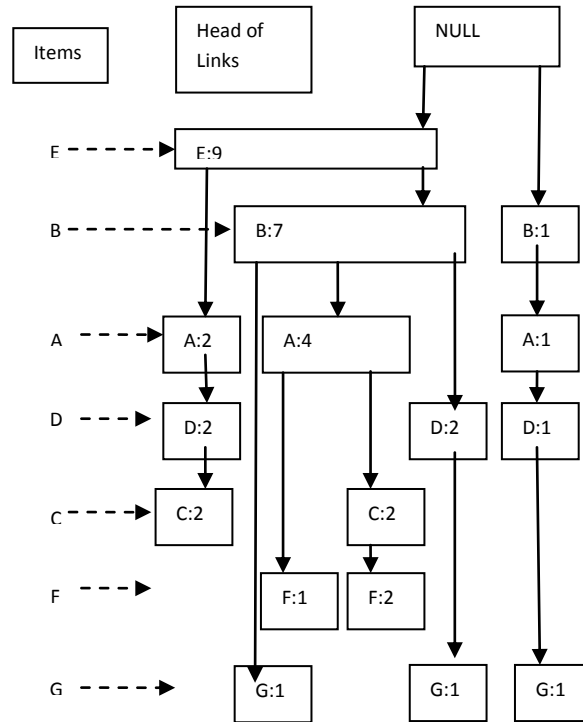 Items
Head of
Links
NULL
E
E:9
B
B:7
B:1
A
A:2
A:4
A:1
D
D:2
D:2
D:1
C
C:2
C:2
F
F:1
F:2
G
G:1
G:1
G:1